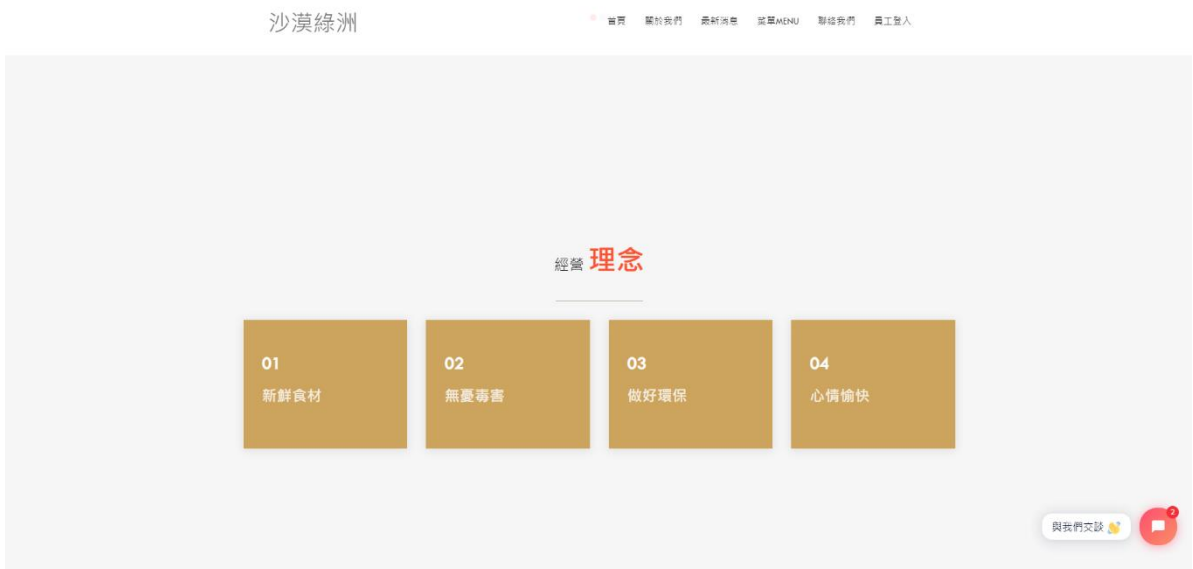 沙漠綠洲
首頁 關於我們 最新消息 菜單MENU 聯絡我們 員工登入
經營 理念
01 02 03 04
新鮮食材 無憂毒害 做好環保 心情愉快
與我們交談 👋 2